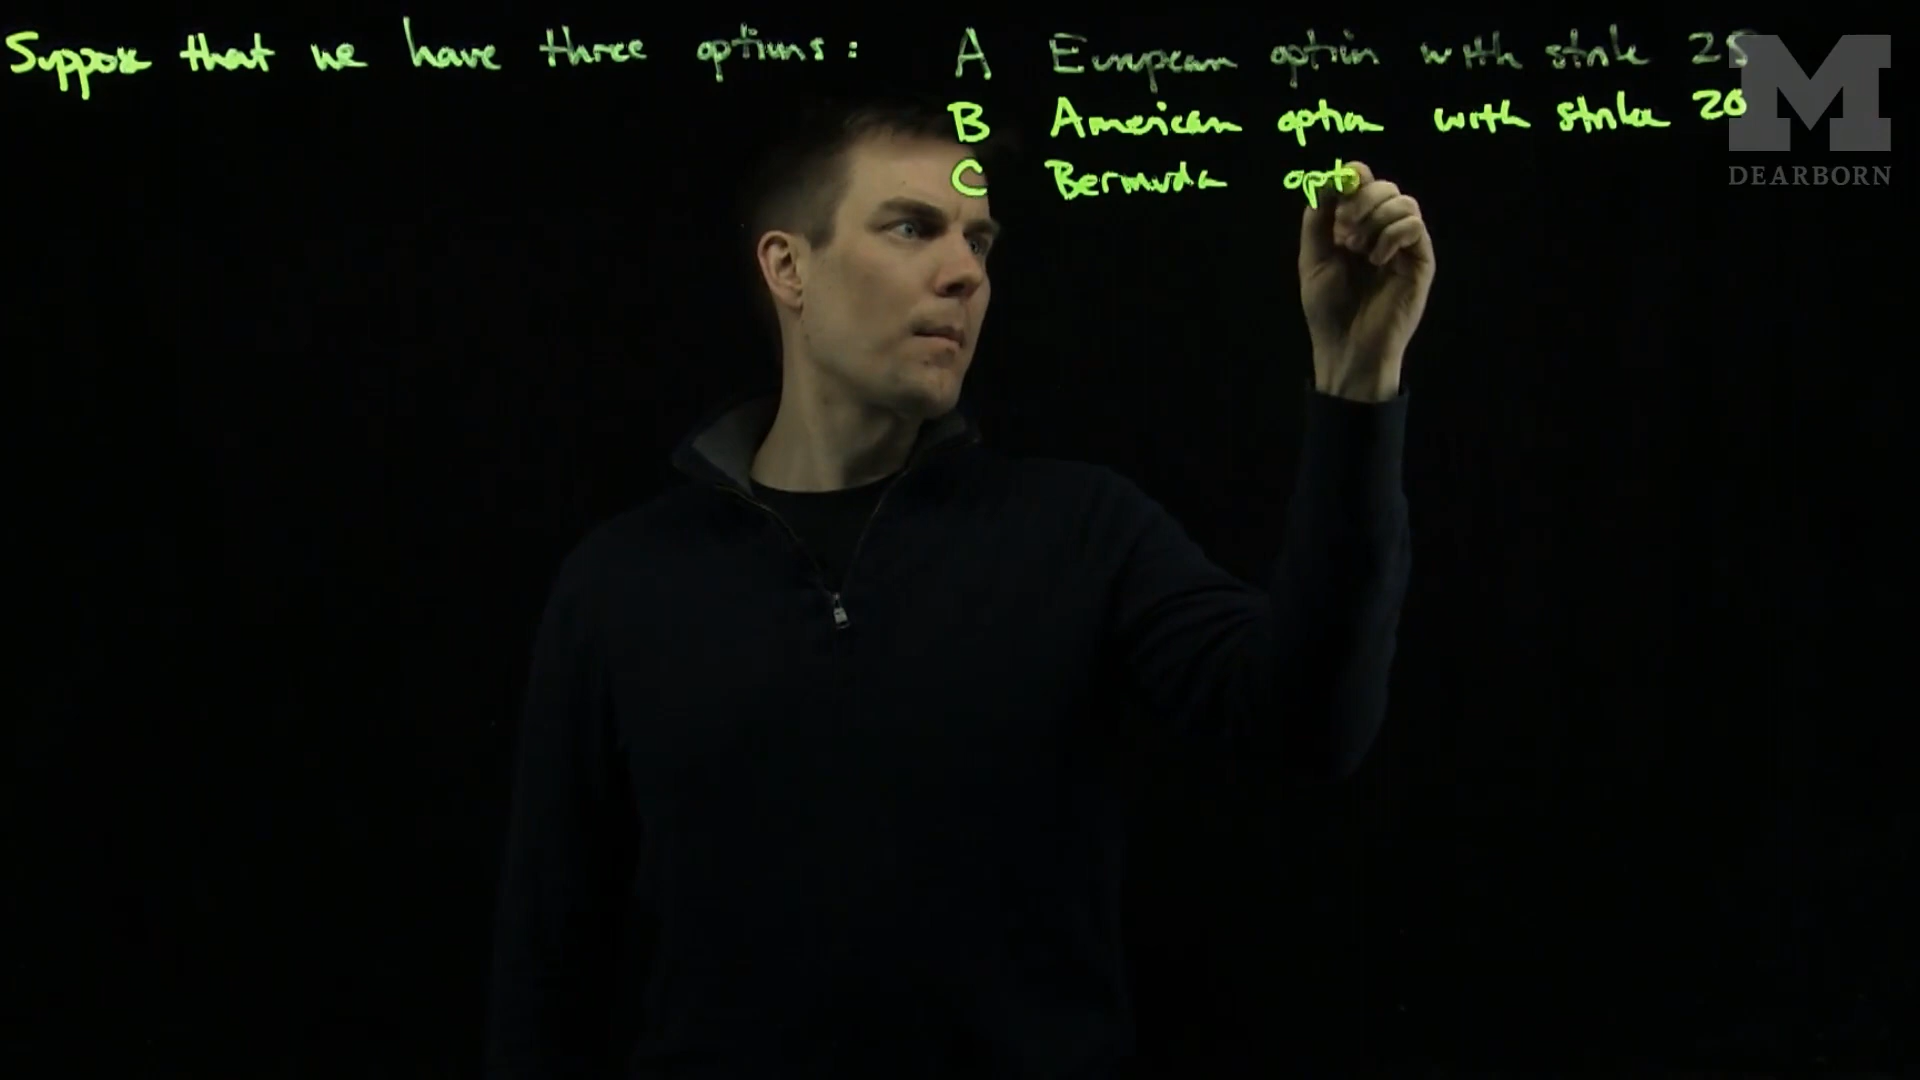 Suppose that we have three options: A European option with strike 25
B American option with strike 20
C Bermuda opt
M
DEARBORN